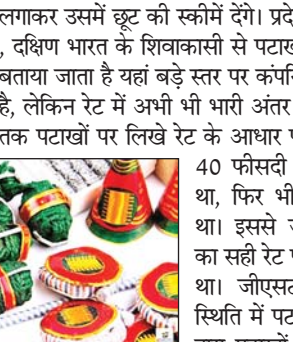 लगाकर उसमें छूट की स्कीमें देंगे। प्रदे
, दक्षिण भारत के शिवाकासी से पटाख
बताया जाता है यहां बड़े स्तर पर कंपनि
है, लेकिन रेट में अभी भी भारी अंतर
तक पटाखों पर लिखे रेट के आधार प
40 फीसदी
था, फिर भी
था। इससे
का सही रेट
था। जीएसट
स्थिति में पट